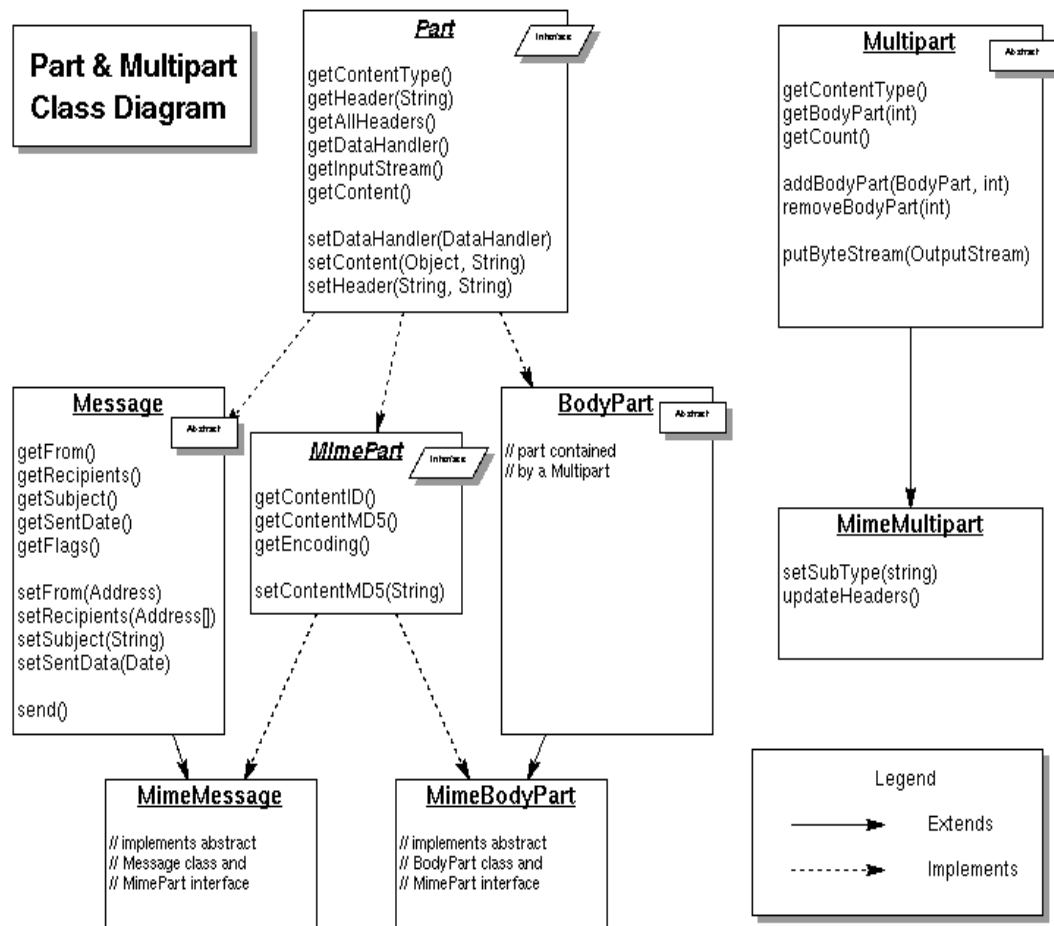 Part & Multipart
Class Diagram
Part
Interface
getContentType()
getHeader(String)
getAllHeaders()
getDataHandler()
getInputStream()
getContent()
setDataHandler(DataHandler)
setContent(Object, String)
setHeader(String, String)
Multipart
Abstract
getContentType()
getBodyPart(int)
getCount()
addBodyPart(BodyPart, int)
removeBodyPart(int)
putByteStream(OutputStream)
Message
Abstract
getFrom()
getRecipients()
getSubject()
getSentDate()
getFlags()
setFrom(Address)
setRecipients(Address[])
setSubject(String)
setSentData(Date)
send()
MimePart
Interface
getContentID()
getContentMD5()
getEncoding()
setContentMD5(String)
BodyPart
Abstract
// part contained
// by a Multipart
MimeMultipart
setSubType(string)
updateHeaders()
MimeMessage
// implements abstract
// Message class and
// MimePart interface
MimeBodyPart
// implements abstract
// BodyPart class and
// MimePart interface
Legend
Extends
Implements